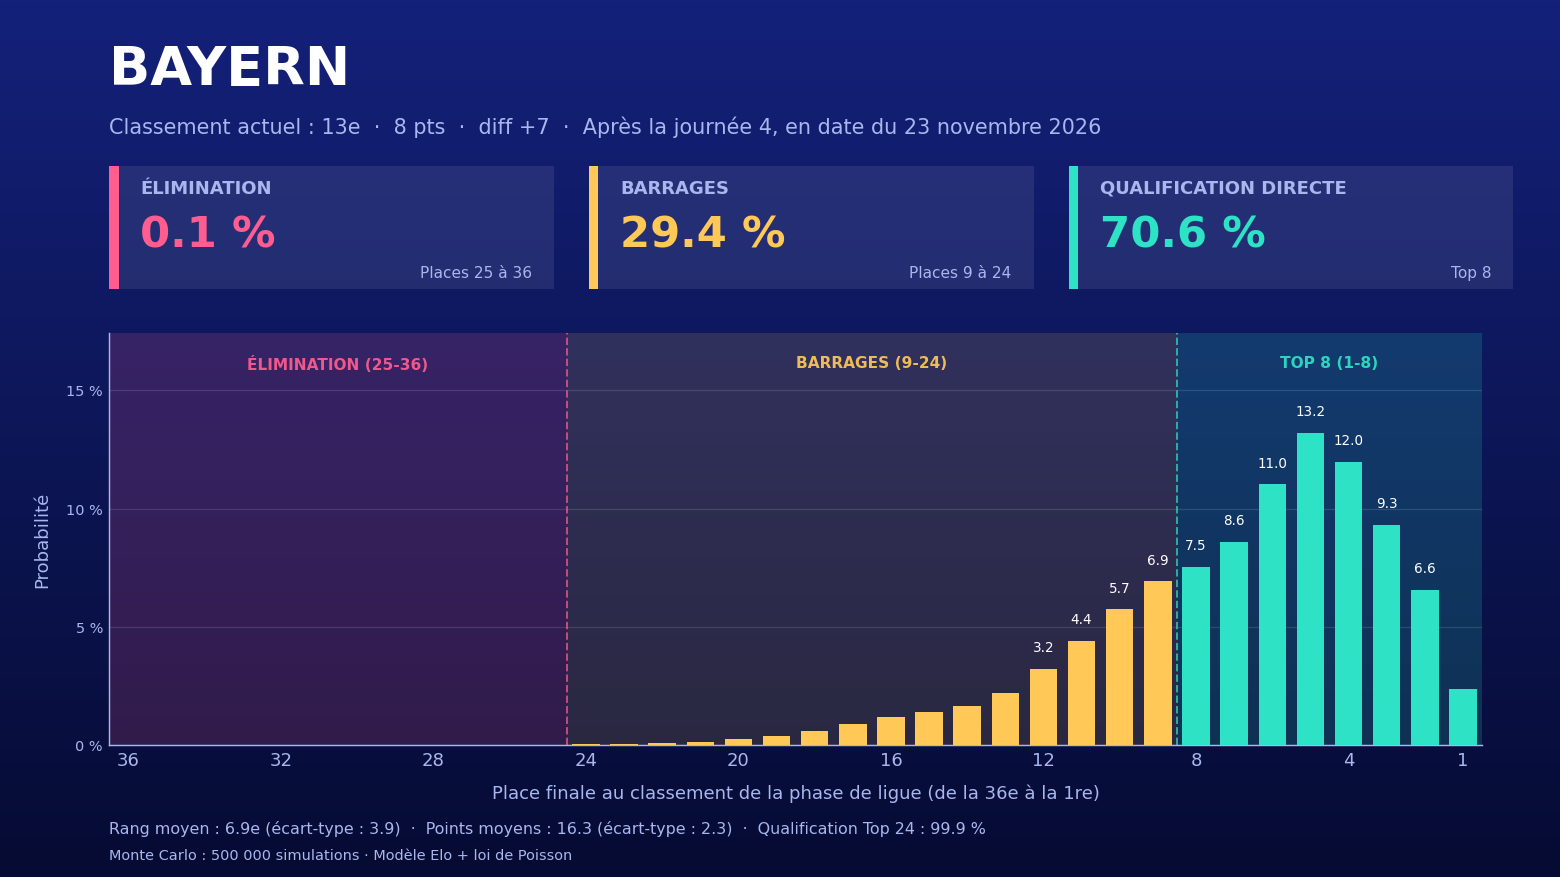 BAYERN
Classement actuel : 13e · 8 pts · diff +7 · Après la journée 4, en date du 23 novembre 2026
ÉLIMINATION
0.1 %
Places 25 à 36
BARRAGES
29.4 %
Places 9 à 24
QUALIFICATION DIRECTE
70.6 %
Top 8
ÉLIMINATION (25-36)
BARRAGES (9-24)
TOP 8 (1-8)
Probabilité
15 %
10 %
5 %
0 %
3.2
4.4
5.7
6.9
7.5
8.6
11.0
13.2
12.0
9.3
6.6
36 32 28 24 20 16 12 8 4 1
Place finale au classement de la phase de ligue (de la 36e à la 1re)
Rang moyen : 6.9e (écart-type : 3.9) · Points moyens : 16.3 (écart-type : 2.3) · Qualification Top 24 : 99.9 %
Monte Carlo : 500 000 simulations · Modèle Elo + loi de Poisson